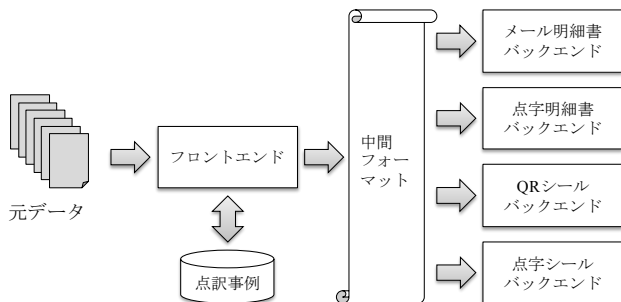 元データ
フロントエンド
点訳事例
中間
フォー
マット
メール明細書
バックエンド
点字明細書
バックエンド
QRシール
バックエンド
点字シール
バックエンド